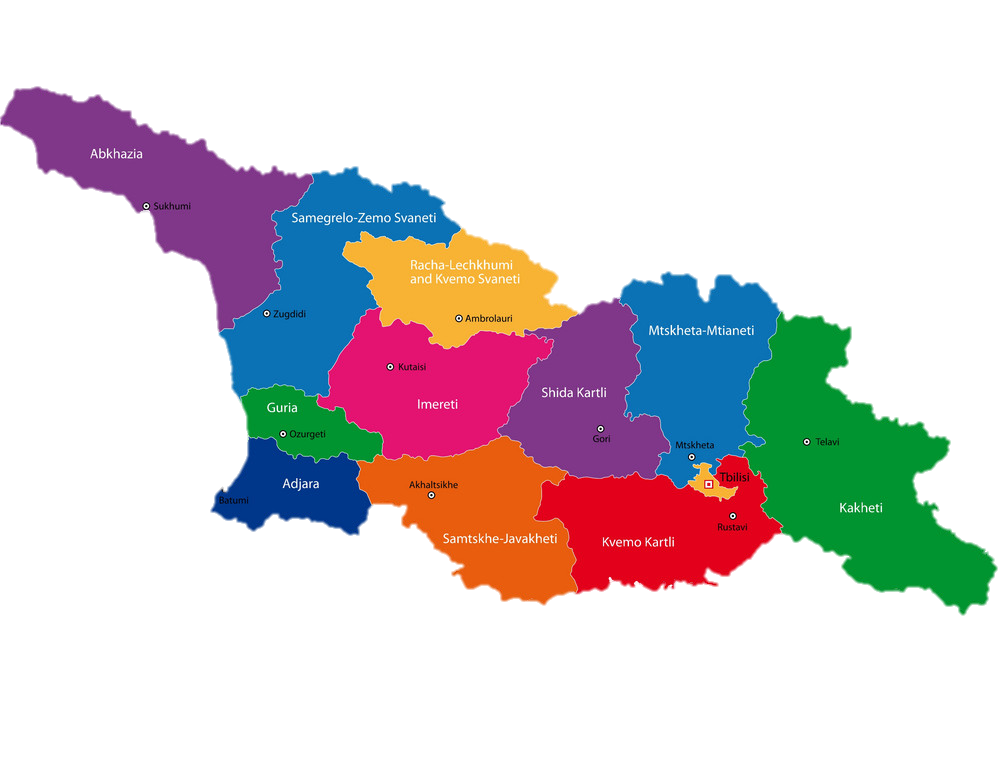 Abkhazia
Sukhumi
Samegrelo-Zemo Svaneti
Racha-Lechkhumi
and Kvemo Svaneti
Zugdidi
Ambrolauri
Mtskheta-Mtianeti
Kutaisi
Shida Kartli
Imereti
Guria
Ozurgeti
Gori
Mtskheta
Telavi
Adjara
Batumi
Akhaltsikhe
Tbilisi
Kakheti
Rustavi
Samtskhe-Javakheti
Kvemo Kartli